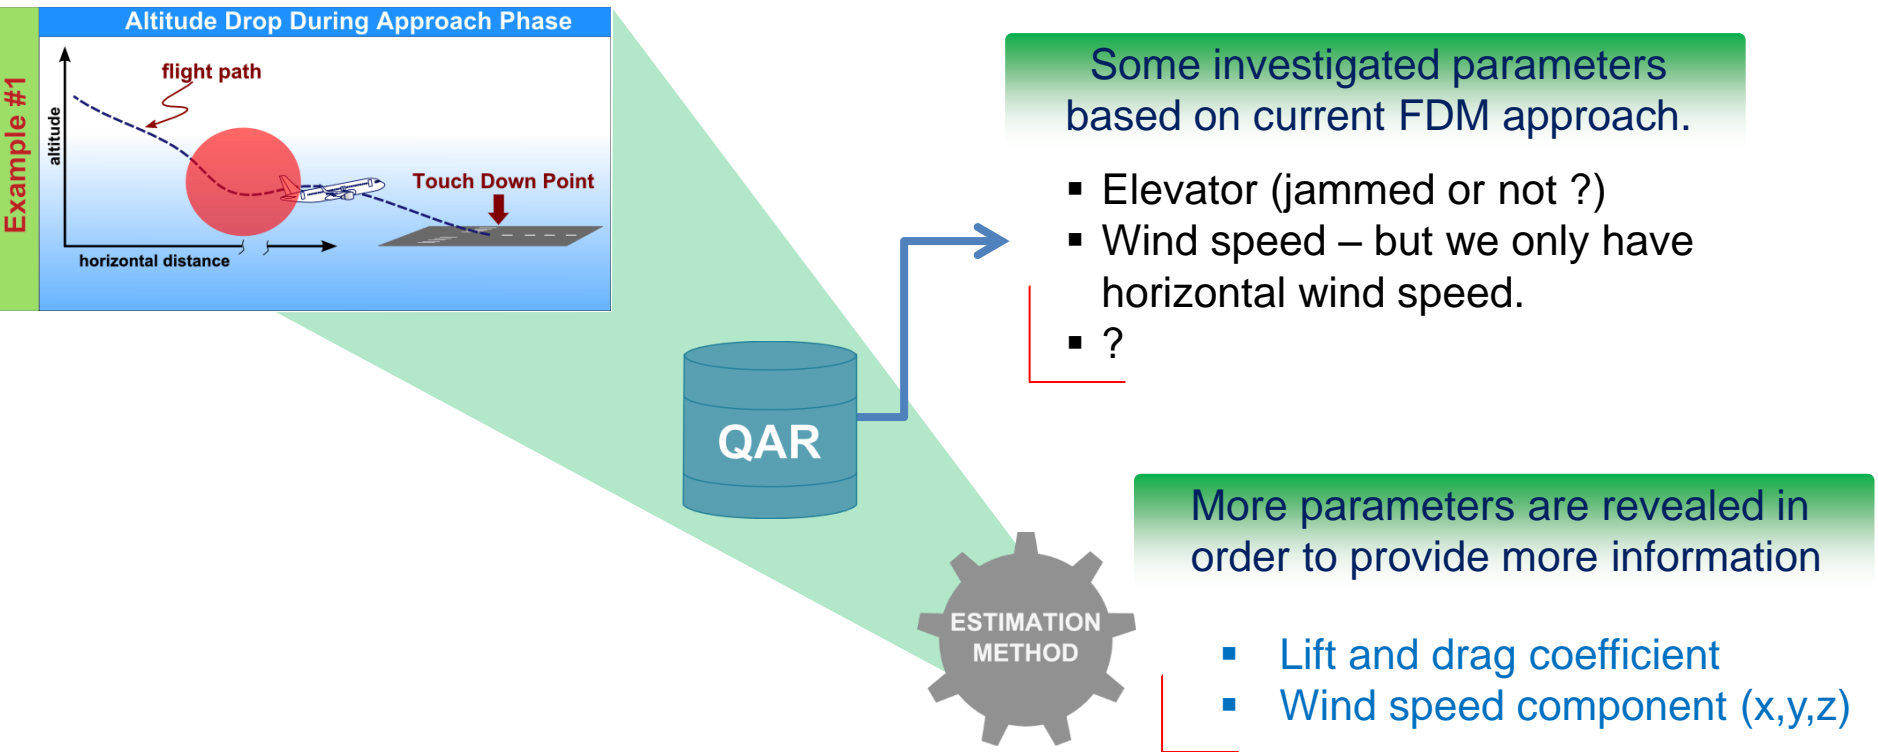 Example #1
Altitude Drop During Approach Phase
flight path
altitude
Touch Down Point
horizontal distance
Some investigated parameters
based on current FDM approach.
▪ Elevator (jammed or not ?)
▪ Wind speed – but we only have
horizontal wind speed.
▪ ?
QAR
ESTIMATION
METHOD
More parameters are revealed in
order to provide more information
▪ Lift and drag coefficient
▪ Wind speed component (x,y,z)